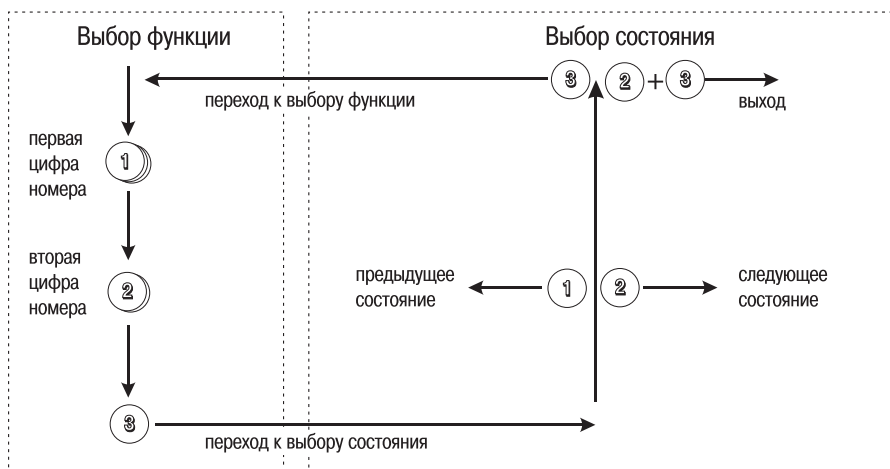 Выбор функции
Выбор состояния
3 2 + 3
переход к выбору функции
выход
первая
цифра
номера
1
вторая
цифра
номера
2
предыдущее
состояние
1 2
следующее
состояние
3
переход к выбору состояния